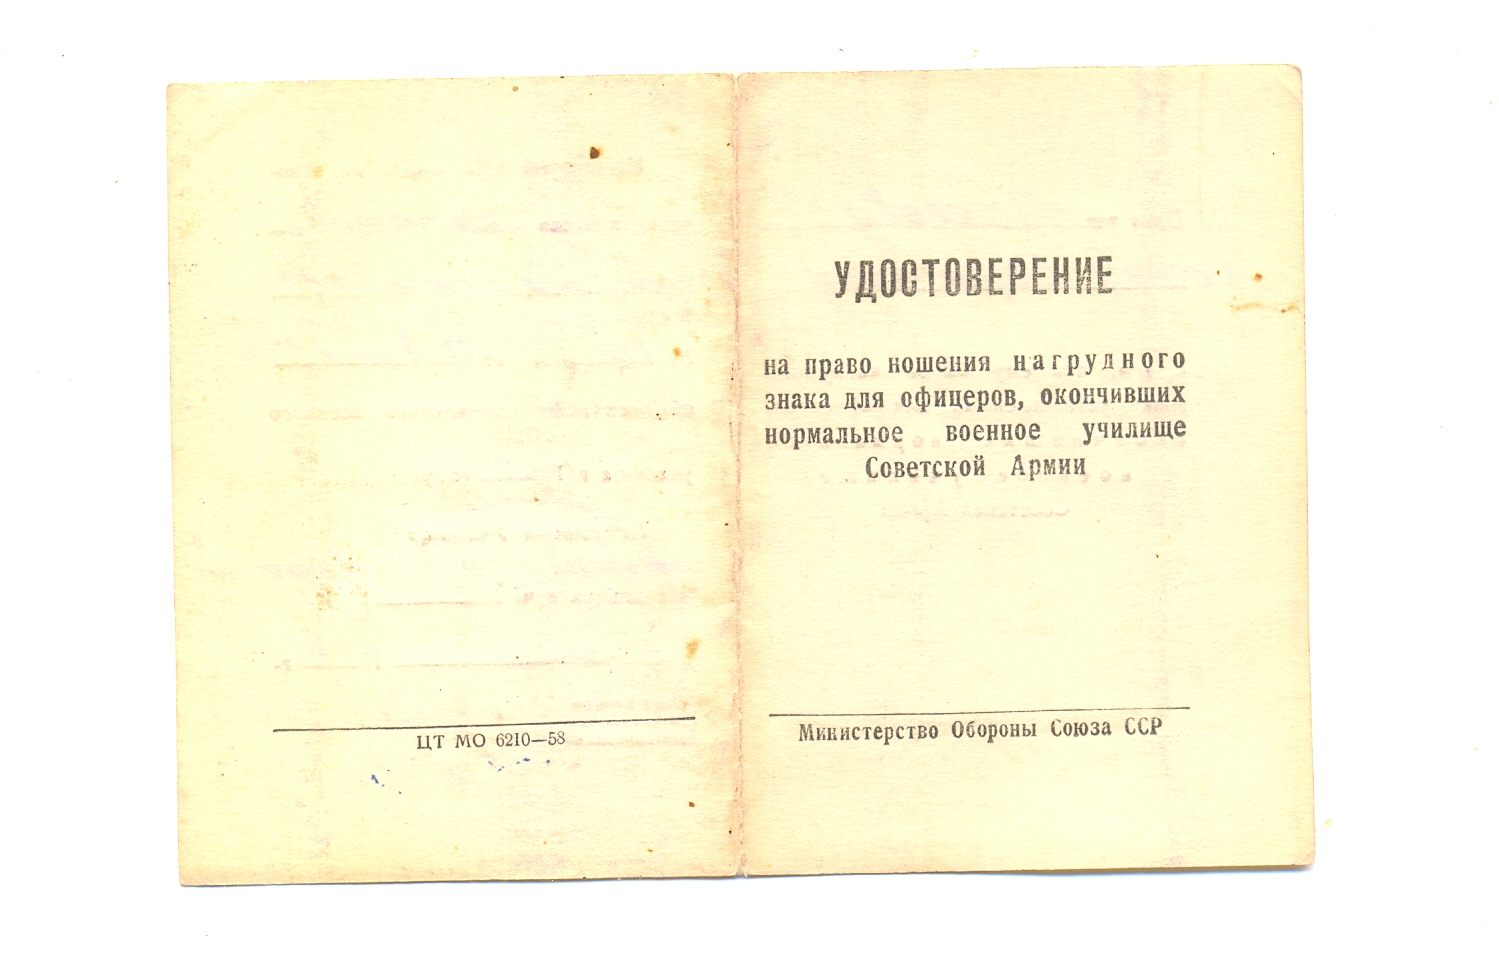 ЦТ МО 6210—58
УДОСТОВЕРЕНИЕ
на право ношения нагрудного
знака для офицеров, окончивших
нормальное военное училище
Советской Армии
Министерство Обороны Союза ССР